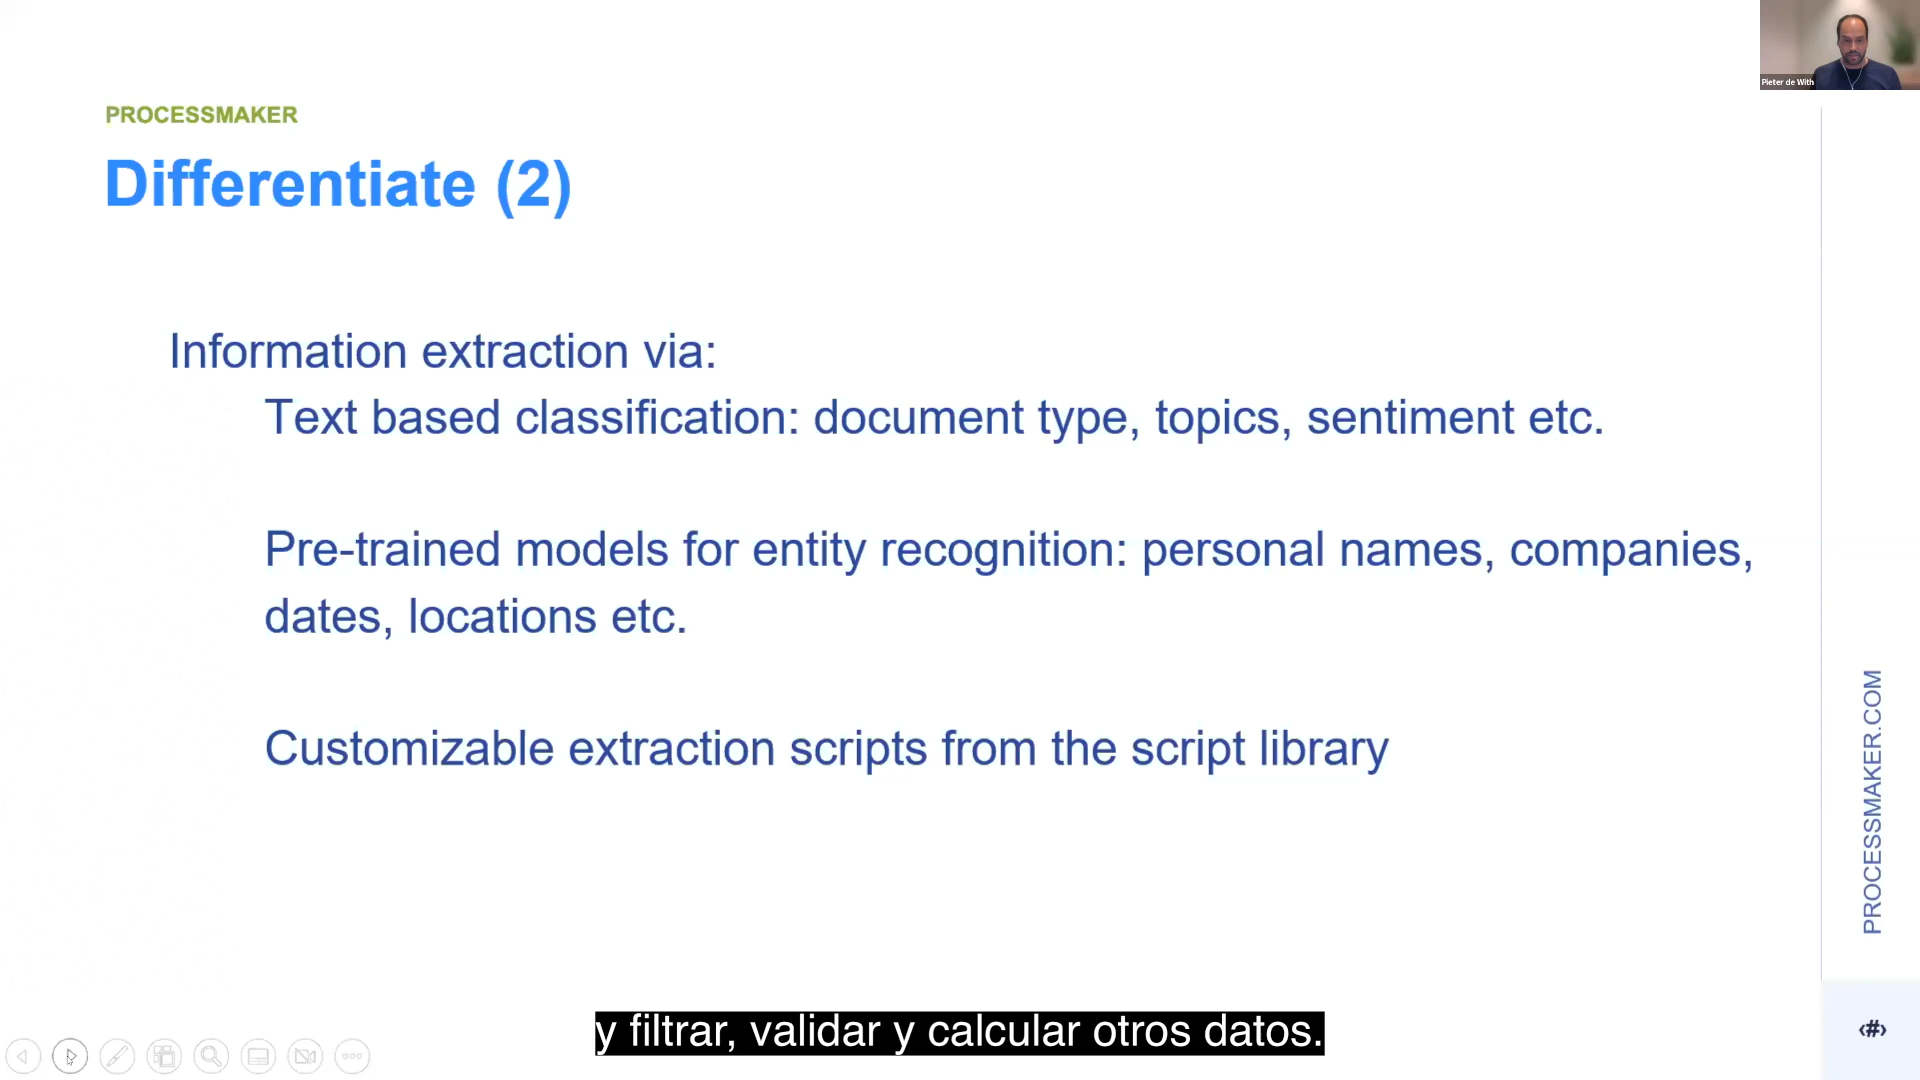 Pieter de With
PROCESSMAKER
Differentiate (2)
Information extraction via:
Text based classification: document type, topics, sentiment etc.
Pre-trained models for entity recognition: personal names, companies,
dates, locations etc.
Customizable extraction scripts from the script library
PROCESSMAKER.COM
y filtrar, validar y calcular otros datos.
‹#›